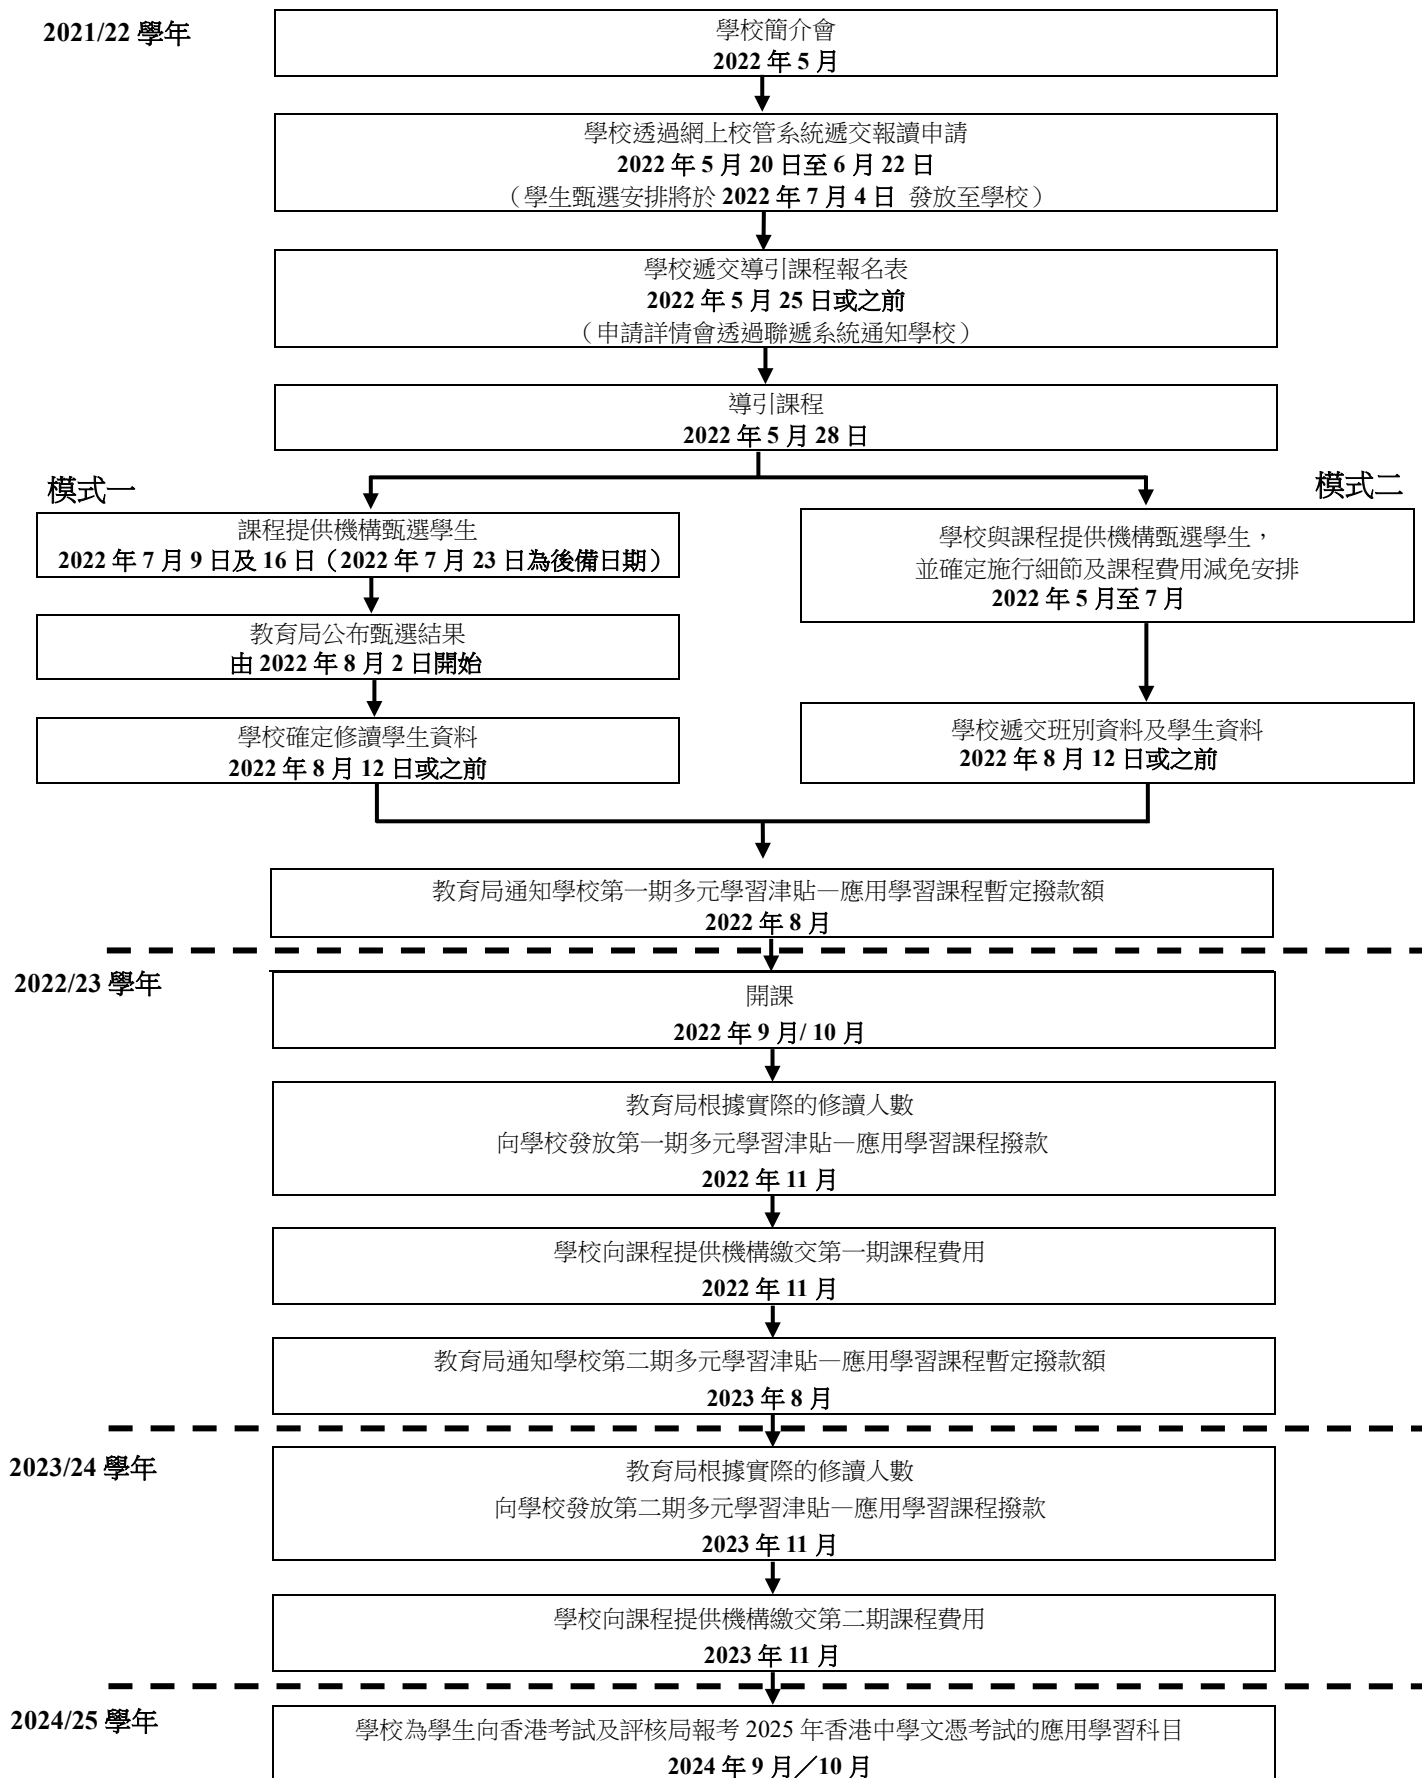 2021/22 學年
學校簡介會
2022 年 5 月
學校透過網上校管系統遞交報讀申請
2022 年 5 月 20 日至 6 月 22 日
（學生甄選安排將於 2022 年 7 月 4 日 發放至學校）
學校遞交導引課程報名表
2022 年 5 月 25 日或之前
（申請詳情會透過聯遞系統通知學校）
導引課程
2022 年 5 月 28 日
模式一
課程提供機構甄選學生
2022 年 7 月 9 日及 16 日（2022 年 7 月 23 日為後備日期）
教育局公布甄選結果
由 2022 年 8 月 2 日開始
學校確定修讀學生資料
2022 年 8 月 12 日或之前
模式二
學校與課程提供機構甄選學生，
並確定施行細節及課程費用減免安排
2022 年 5 月至 7 月
學校遞交班別資料及學生資料
2022 年 8 月 12 日或之前
教育局通知學校第一期多元學習津貼—應用學習課程暫定撥款額
2022 年 8 月
2022/23 學年
開課
2022 年 9 月/ 10 月
教育局根據實際的修讀人數
向學校發放第一期多元學習津貼—應用學習課程撥款
2022 年 11 月
學校向課程提供機構繳交第一期課程費用
2022 年 11 月
教育局通知學校第二期多元學習津貼—應用學習課程暫定撥款額
2023 年 8 月
2023/24 學年
教育局根據實際的修讀人數
向學校發放第二期多元學習津貼—應用學習課程撥款
2023 年 11 月
學校向課程提供機構繳交第二期課程費用
2023 年 11 月
2024/25 學年
學校為學生向香港考試及評核局報考 2025 年香港中學文憑考試的應用學習科目
2024 年 9 月／10 月